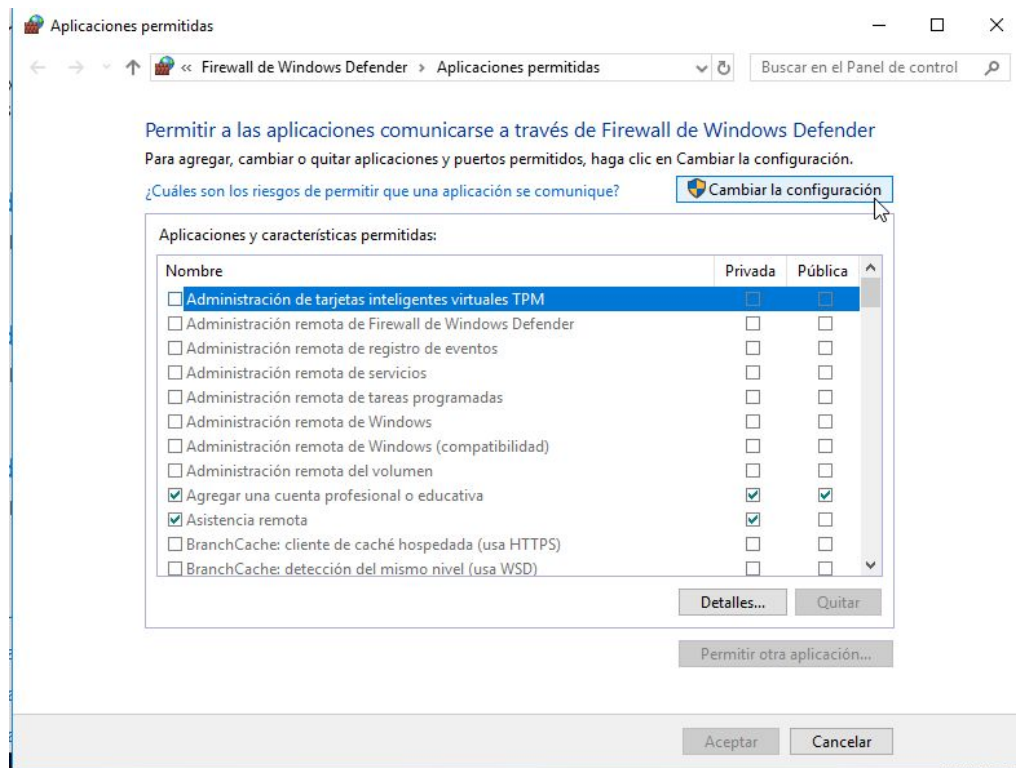 Aplicaciones permitidas
« Firewall de Windows Defender › Aplicaciones permitidas
Buscar en el Panel de control
Permitir a las aplicaciones comunicarse a través de Firewall de Windows Defender
Para agregar, cambiar o quitar aplicaciones y puertos permitidos, haga clic en Cambiar la configuración.
¿Cuáles son los riesgos de permitir que una aplicación se comunique?
Cambiar la configuración
Aplicaciones y características permitidas:
Nombre Privada Pública
Administración de tarjetas inteligentes virtuales TPM
Administración remota de Firewall de Windows Defender
Administración remota de registro de eventos
Administración remota de servicios
Administración remota de tareas programadas
Administración remota de Windows
Administración remota de Windows (compatibilidad)
Administración remota del volumen
Agregar una cuenta profesional o educativa
Asistencia remota
BranchCache: cliente de caché hospedada (usa HTTPS)
BranchCache: detección del mismo nivel (usa WSD)
Detalles... Quitar
Permitir otra aplicación...
Aceptar Cancelar